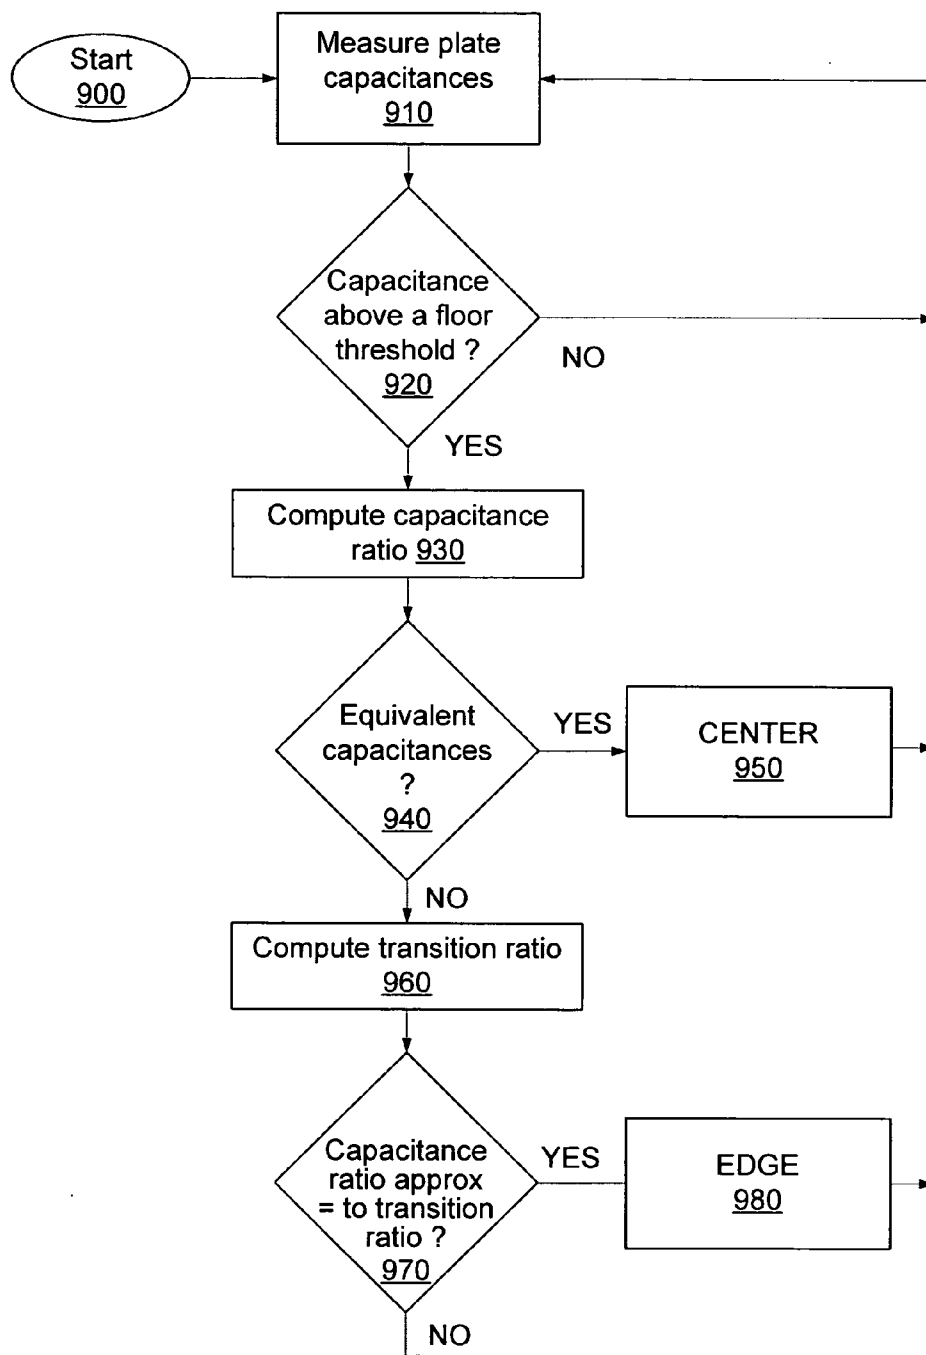 Start
900
Measure plate
capacitances
910
Capacitance
above a floor
threshold ?
920
NO
YES
Compute capacitance
ratio 930
Equivalent
capacitances
?
940
YES
CENTER
950
NO
Compute transition ratio
960
Capacitance
ratio approx
= to transition
ratio ?
970
YES
EDGE
980
NO